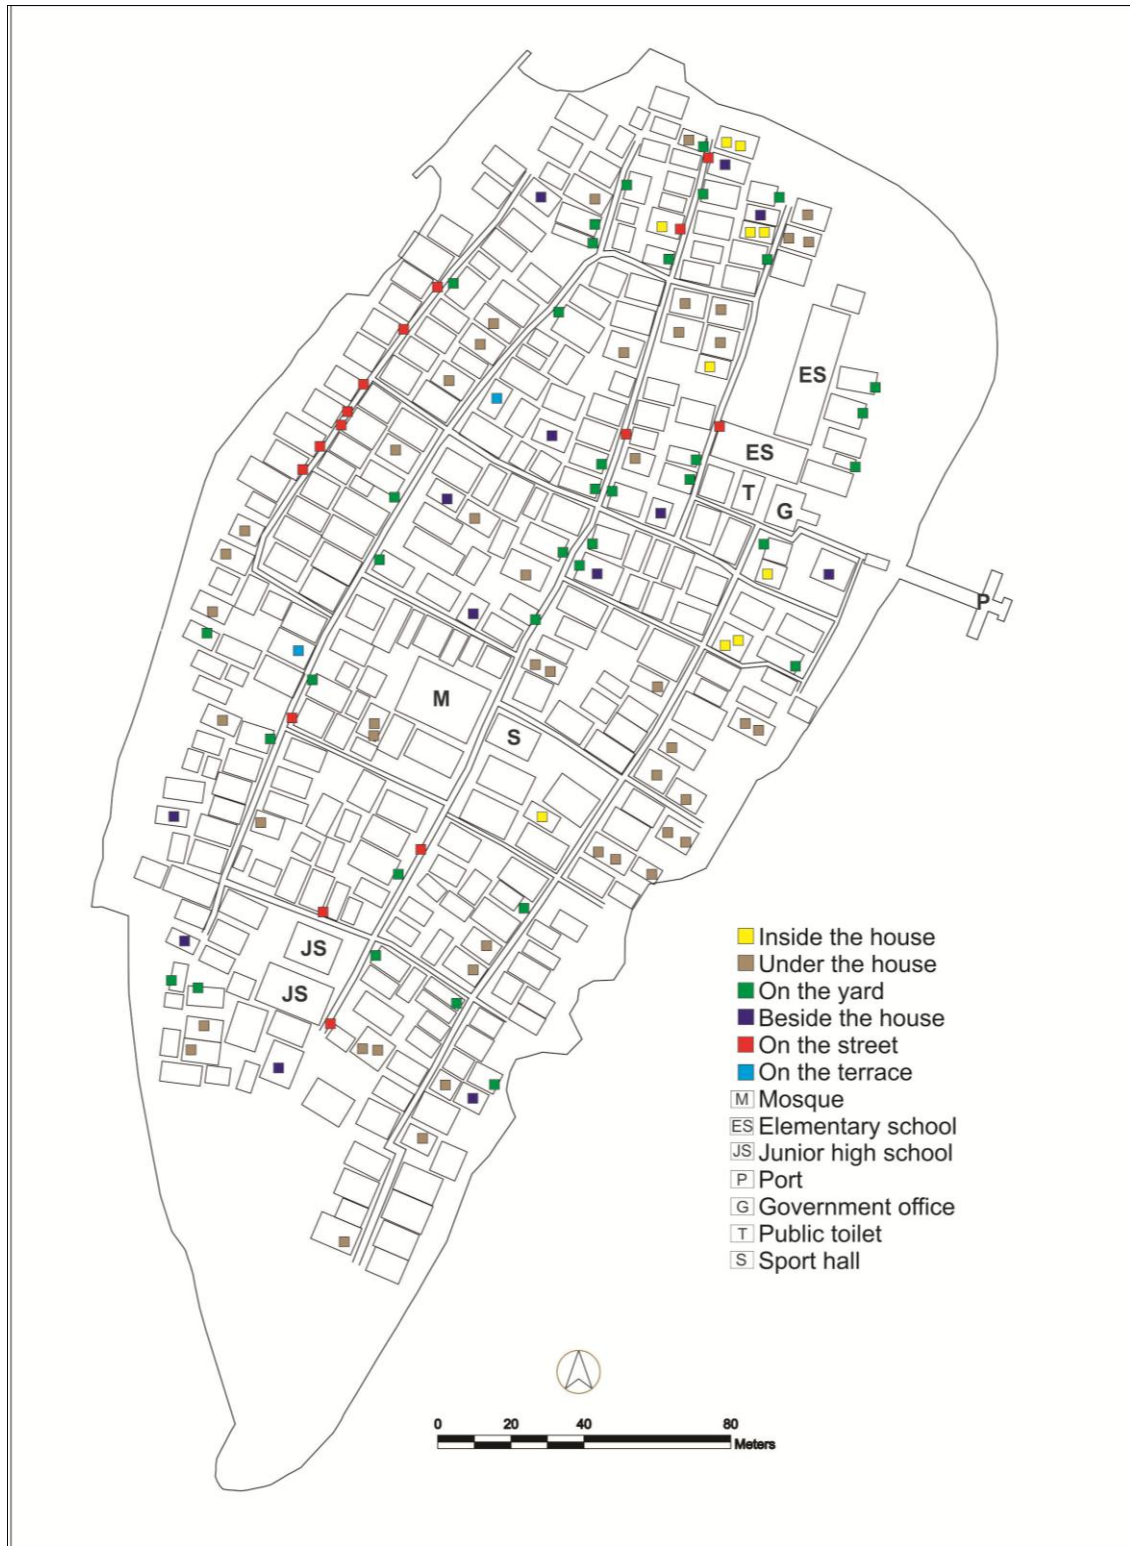 ES
ES
T
G
P
M
S
JS
JS
Inside the house
Under the house
On the yard
Beside the house
On the street
On the terrace
M Mosque
ES Elementary school
JS Junior high school
P Port
G Government office
T Public toilet
S Sport hall
0 20 40 80
Meters